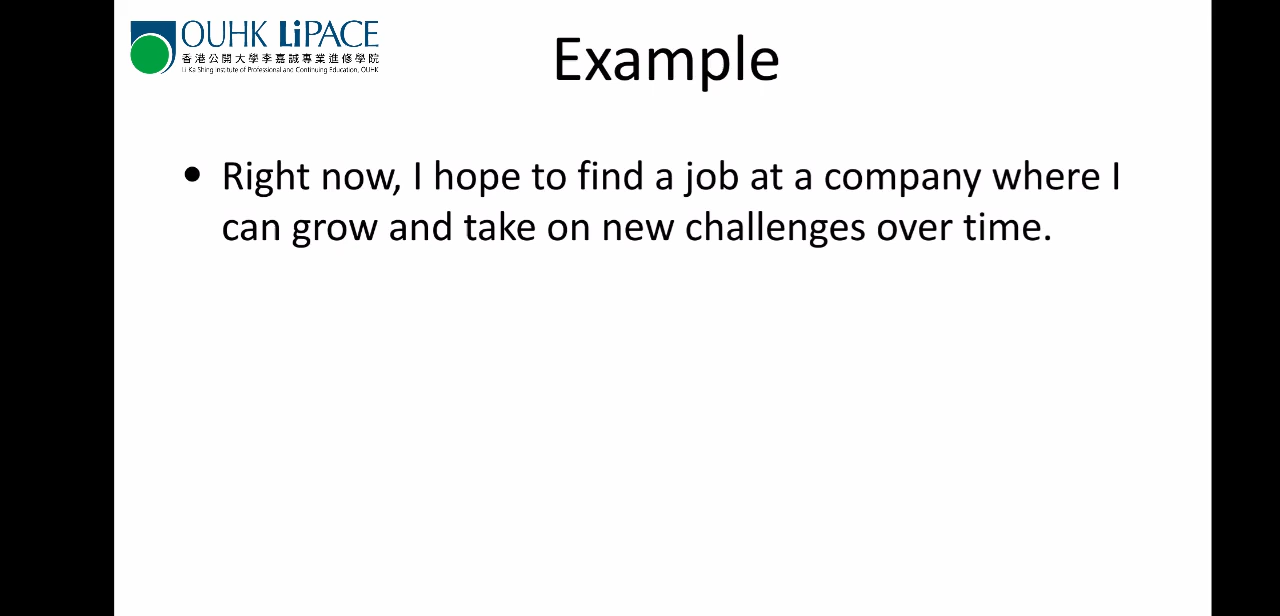 OUHK LiPACE
香港公開大學李嘉誠專業進修學院
Li Ka Shing Institute of Professional and Continuing Education, OUHK
Example
• Right now, I hope to find a job at a company where I
can grow and take on new challenges over time.